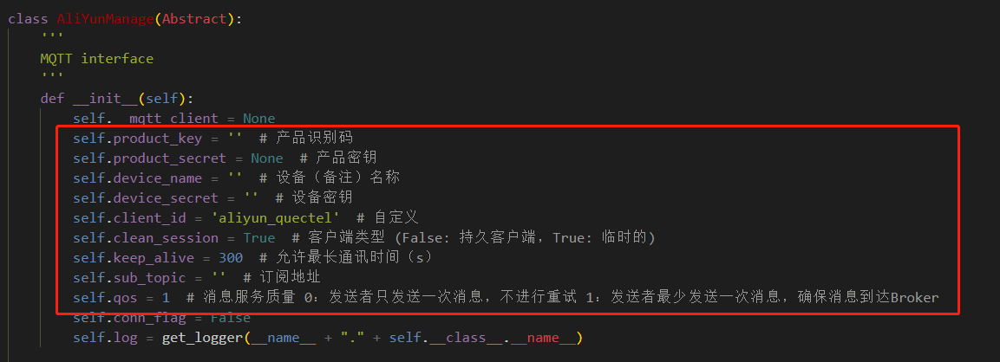 class AliYunManage(Abstract):
'''
MQTT interface
'''
def __init__(self):
self.__mqtt_client = None
self.product_key = ''  # 产品识别码
self.product_secret = None  # 产品密钥
self.device_name = ''  # 设备（备注）名称
self.device_secret = ''  # 设备密钥
self.client_id = 'aliyun_quectel'  # 自定义
self.clean_session = True  # 客户端类型 (False: 持久客户端，True: 临时的)
self.keep_alive = 300  # 允许最长通讯时间（s）
self.sub_topic = ''  # 订阅地址
self.qos = 1  # 消息服务质量 0：发送者只发送一次消息，不进行重试 1：发送者最少发送一次消息，确保消息到达Broker
self.conn_flag = False
self.log = get_logger(__name__ + "." + self.__class__.__name__)